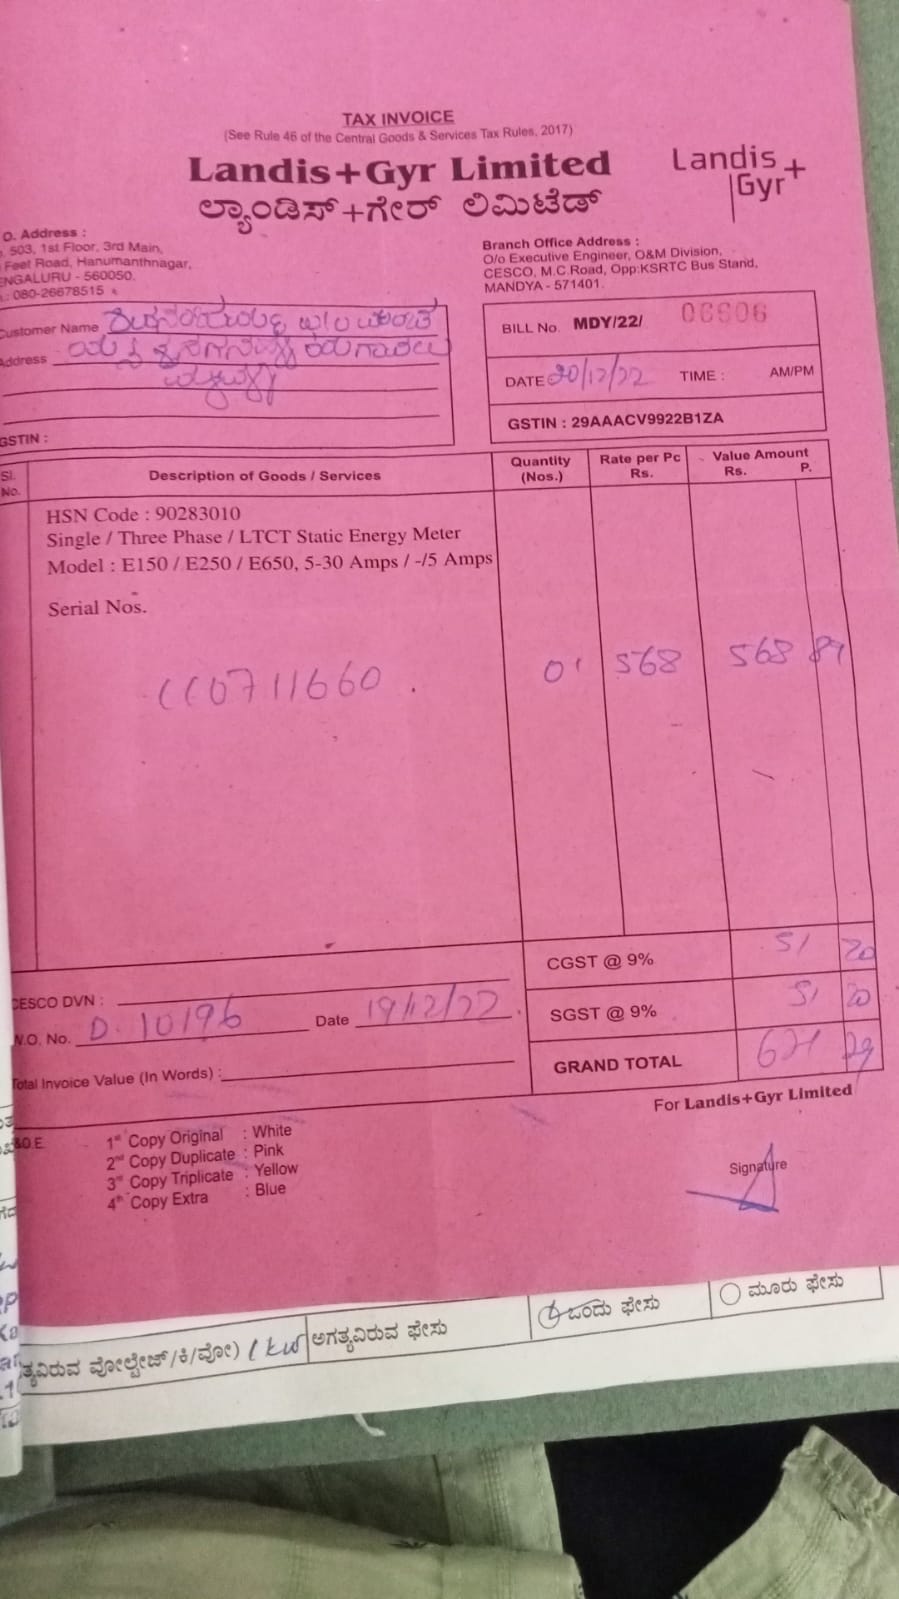 TAX INVOICE
(See Rule 46 of the Central Goods & Services Tax Rules, 2017)
Landis+Gyr Limited
ಲ್ಯಾಂಡಿಸ್+ಗೇರ್ ಲಿಮಿಟೆಡ್
Landis+
Gyr
O. Address :
503, 1st Floor, 3rd Main,
Feet Road, Hanumanthnagar,
ENGALURU - 560050.
: 080-26678515
Branch Office Address :
O/o Executive Engineer, O&M Division,
CESCO, M.C.Road, Opp:KSRTC Bus Stand,
MANDYA - 571401.
Customer Name
Address
GSTIN :
BILL No. MDY/22/ 06606
DATE 20/12/22 TIME : AM/PM
GSTIN : 29AAACV9922B1ZA
Sl. No. Description of Goods / Services Quantity (Nos.) Rate per Pc Rs. Value Amount Rs. P.
HSN Code : 90283010
Single / Three Phase / LTCT Static Energy Meter
Model : E150 / E250 / E650, 5-30 Amps / -/5 Amps
Serial Nos.
CC0711660 01 568 568 89
CGST @ 9% 51 20
SGST @ 9% 51 20
GRAND TOTAL 671 29
CESCO DVN :
W.O. No. D. 10196 Date 19/12/22
Total Invoice Value (In Words) :
For Landis+Gyr Limited
&O.E.
1st Copy Original : White
2nd Copy Duplicate : Pink
3rd Copy Triplicate : Yellow
4th Copy Extra : Blue
Signature
ತ್ಯವಿರುವ ವೋಲ್ಟೇಜ್/ಕಿ/ವೋ) ಅಗತ್ಯವಿರುವ ಫೇಸು ಒಂದು ಫೇಸು ಮೂರು ಫೇಸು